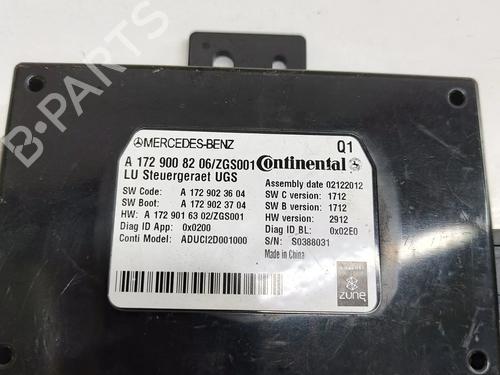 B-PARTS
MERCEDES-BENZ Q1
A 172 900 82 06/ZGS001 Continental
LU Steuergeraet UGS
Assembly date 02122012
SW Code: A 172 902 36 04 SW C version 1712
SW Boot: A 172 902 37 04 SW B version 1712
HW: A 172 901 63 02/ZGS001 HW version 2912
Diag ID App: 0x0200 Diag ID_BL: 0x02E0
Conti Model: ADUCI2D001000 S/N: S0388031
Made in China
zune